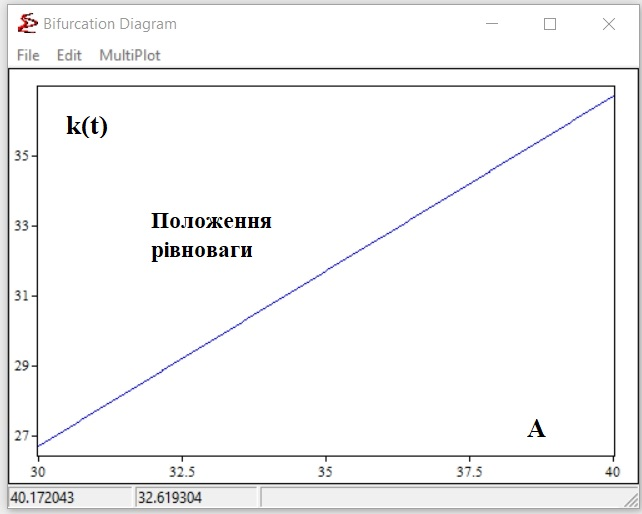 Bifurcation Diagram
File Edit MultiPlot
k(t)
35
Положення
33
рівноваги
31
29
27
A
30 32.5 35 37.5 40
40.172043 32.619304